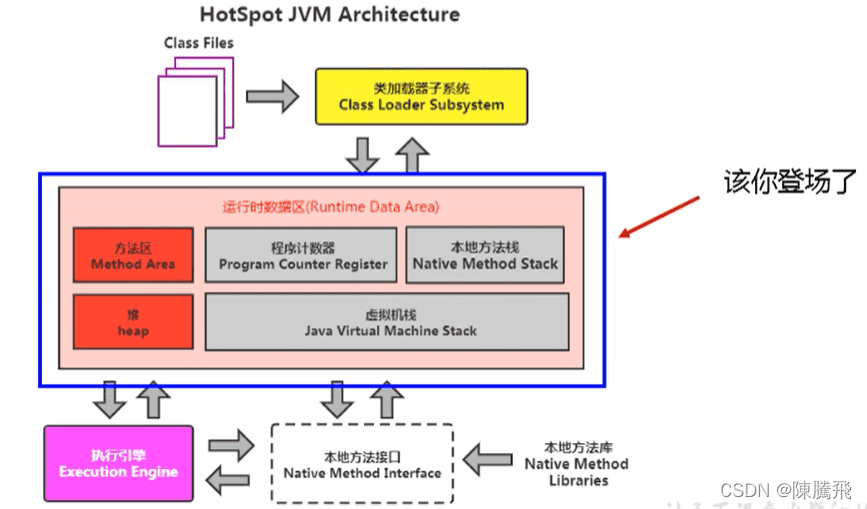 HotSpot JVM Architecture
Class Files
类加载器子系统
Class Loader Subsystem
该你登场了
运行时数据区(Runtime Data Area)
方法区
Method Area
程序计数器
Program Counter Register
本地方法栈
Native Method Stack
堆
heap
虚拟机栈
Java Virtual Machine Stack
执行引擎
Execution Engine
本地方法接口
Native Method Interface
本地方法库
Native Method
Libraries
CSDN @陳騰飛